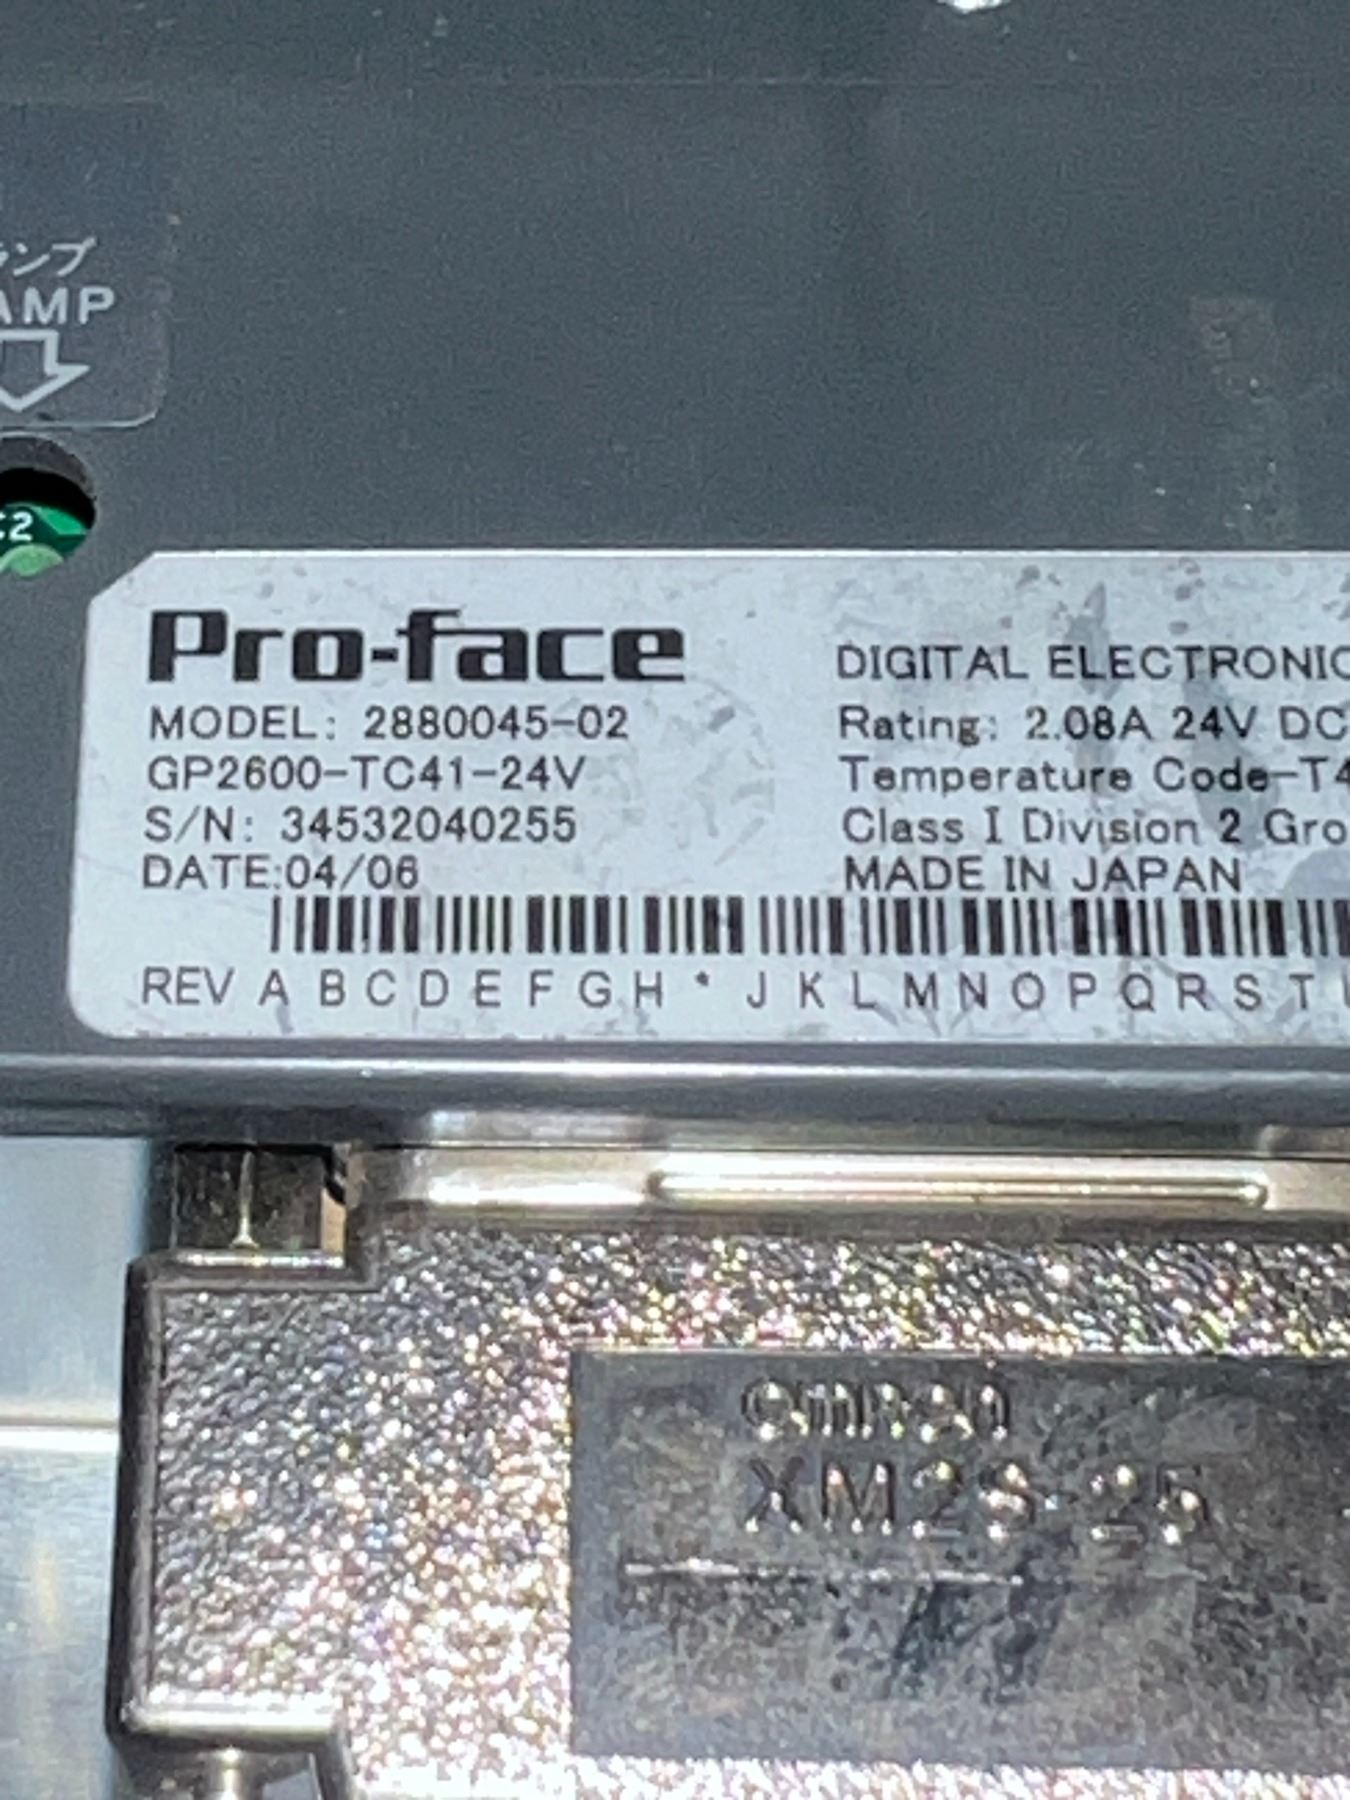 ランプ
AMP
C2
Pro-face
MODEL: 2880045-02
GP2600-TC41-24V
S/N: 34532040255
DATE:04/06
DIGITAL ELECTRONIC
Rating: 2.08A 24V DC
Temperature Code-T4
Class I Division 2 Gro
MADE IN JAPAN
REV A B C D E F G H * J K L M N O P Q R S T
omron
XM2S-25